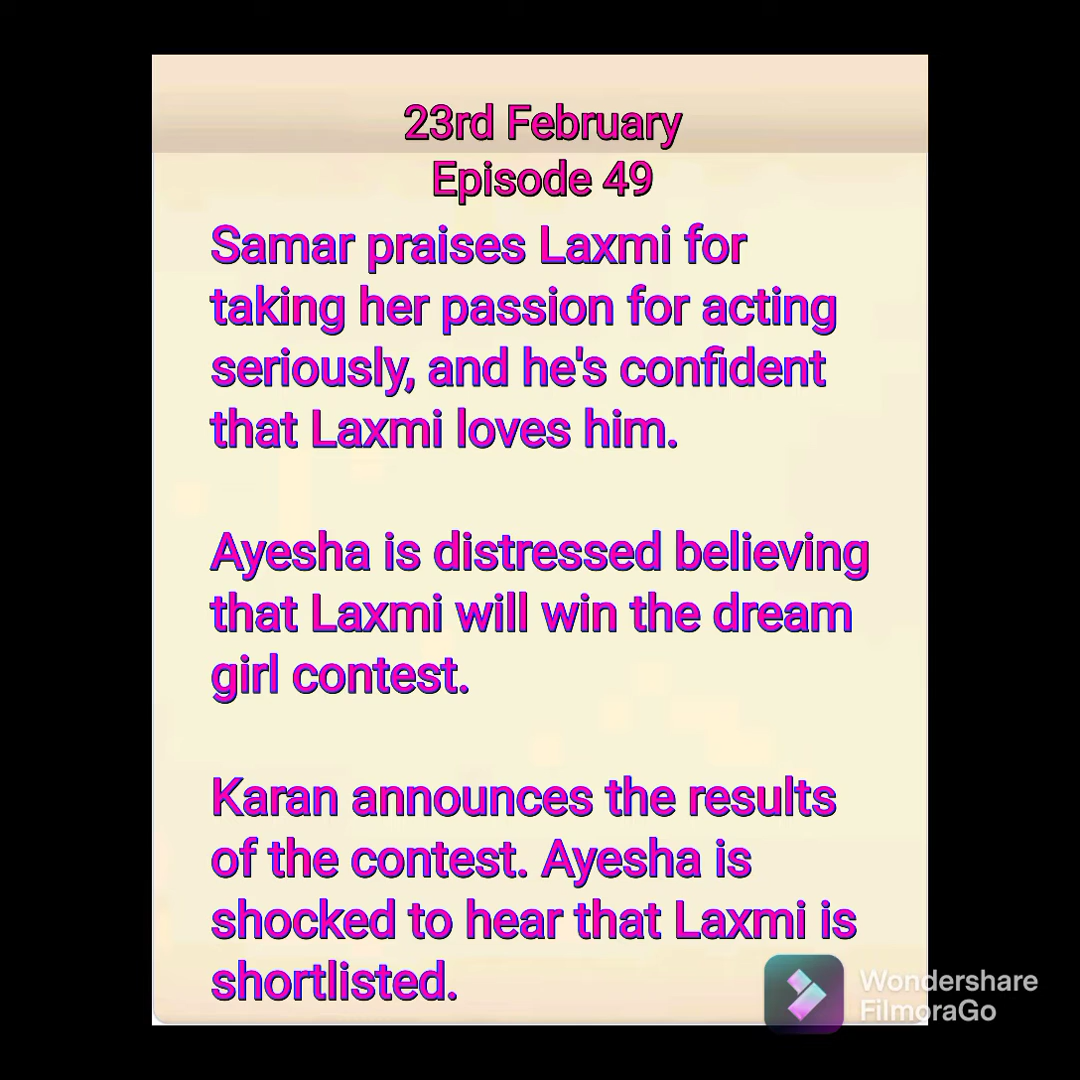 23rd February
Episode 49
Samar praises Laxmi for
taking her passion for acting
seriously, and he's confident
that Laxmi loves him.
Ayesha is distressed believing
that Laxmi will win the dream
girl contest.
Karan announces the results
of the contest. Ayesha is
shocked to hear that Laxmi is
shortlisted.
Wondershare
FilmoraGo